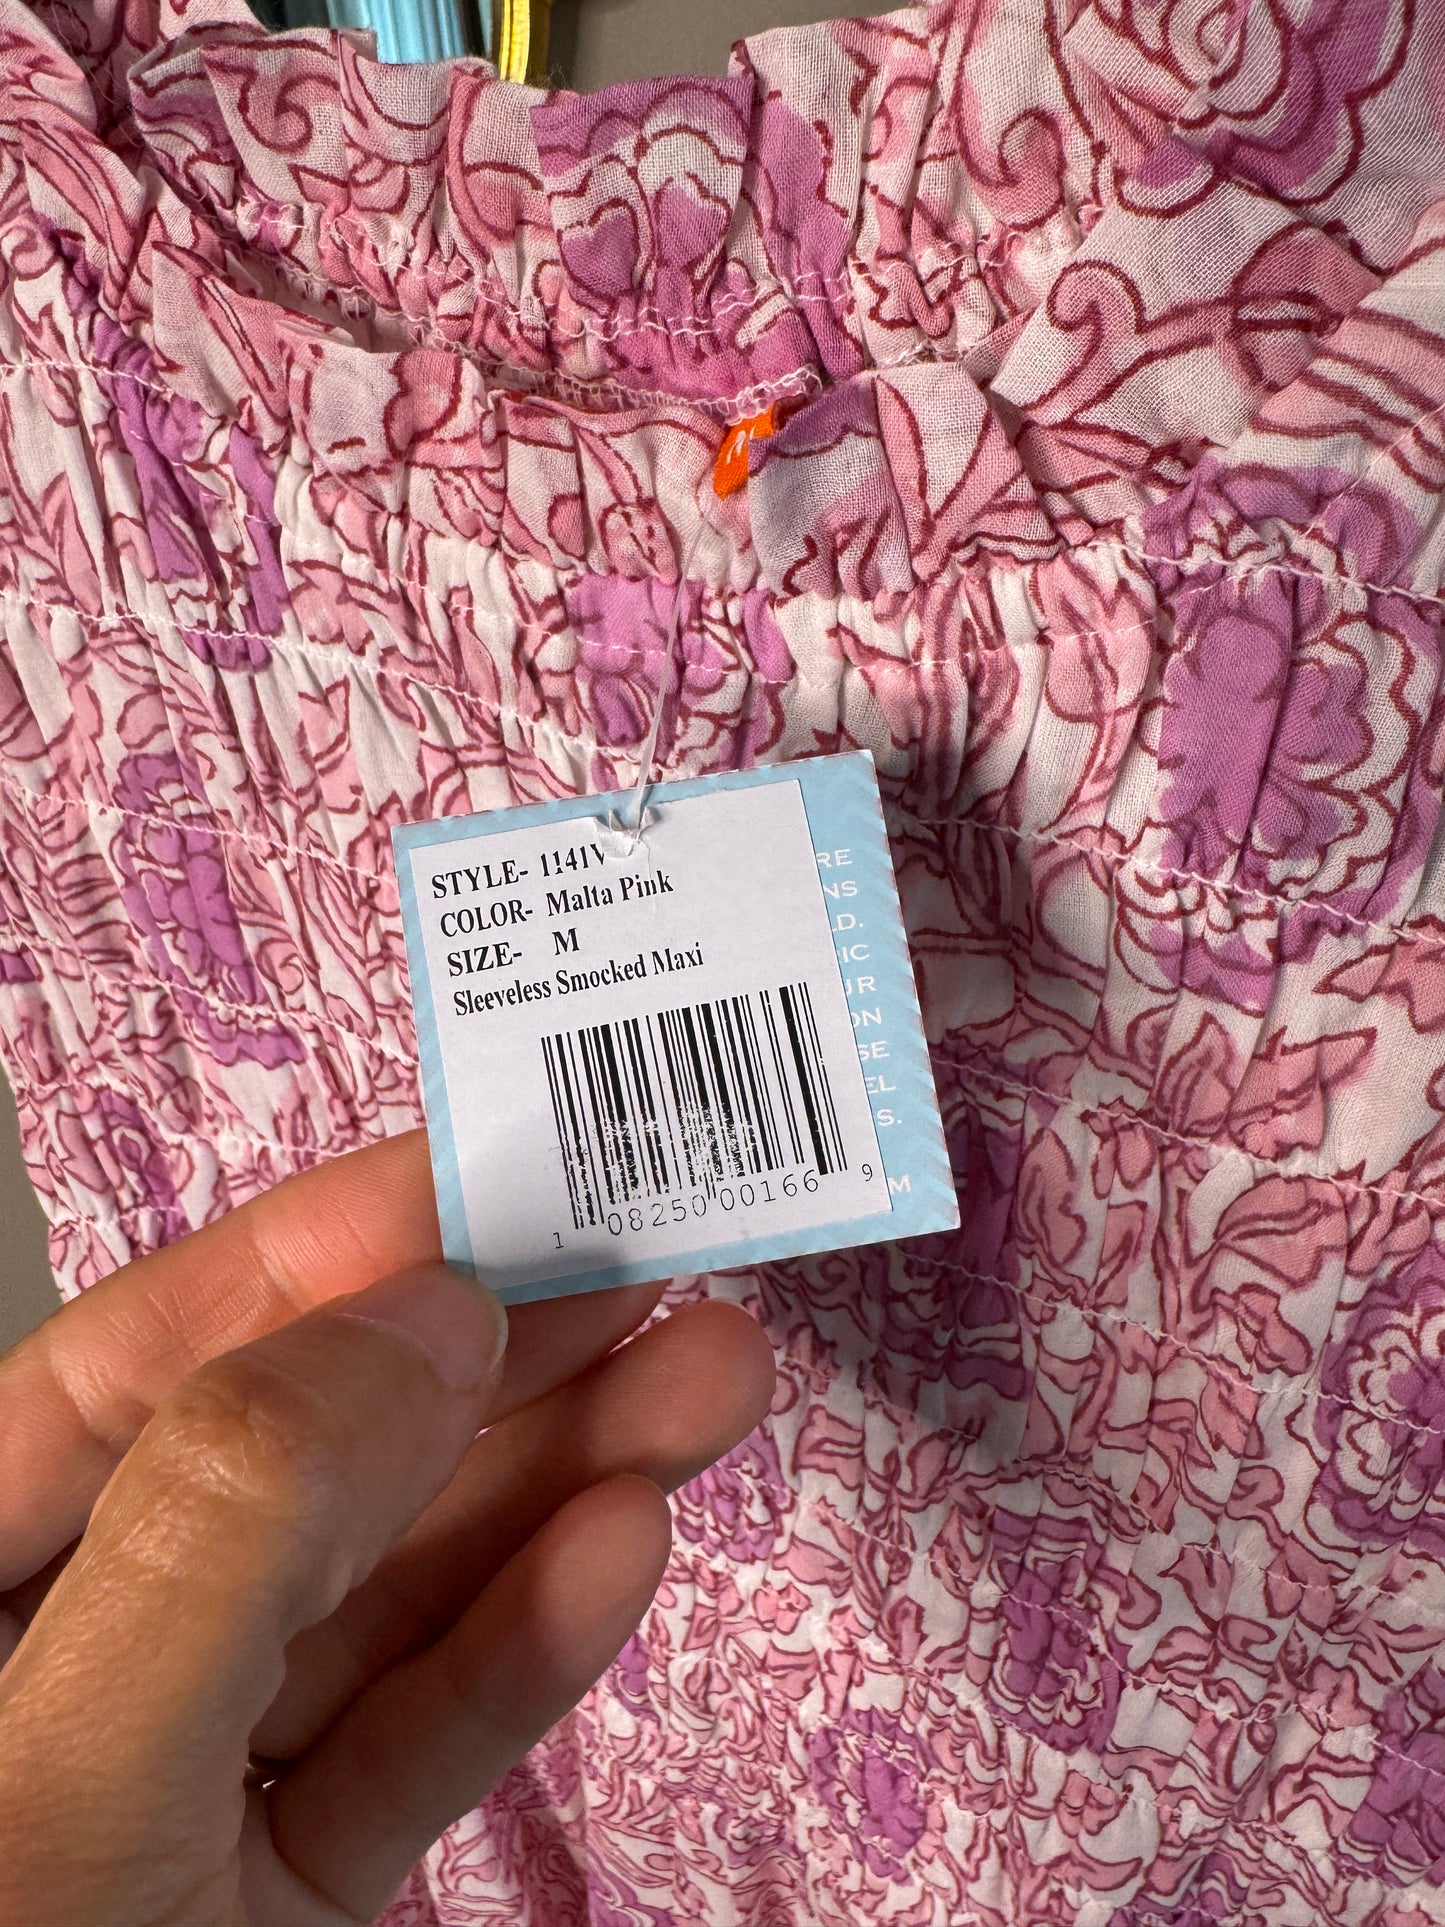 STYLE- 1141V
COLOR- Malta Pink
SIZE- M
Sleeveless Smocked Maxi
1 08250 00166 9